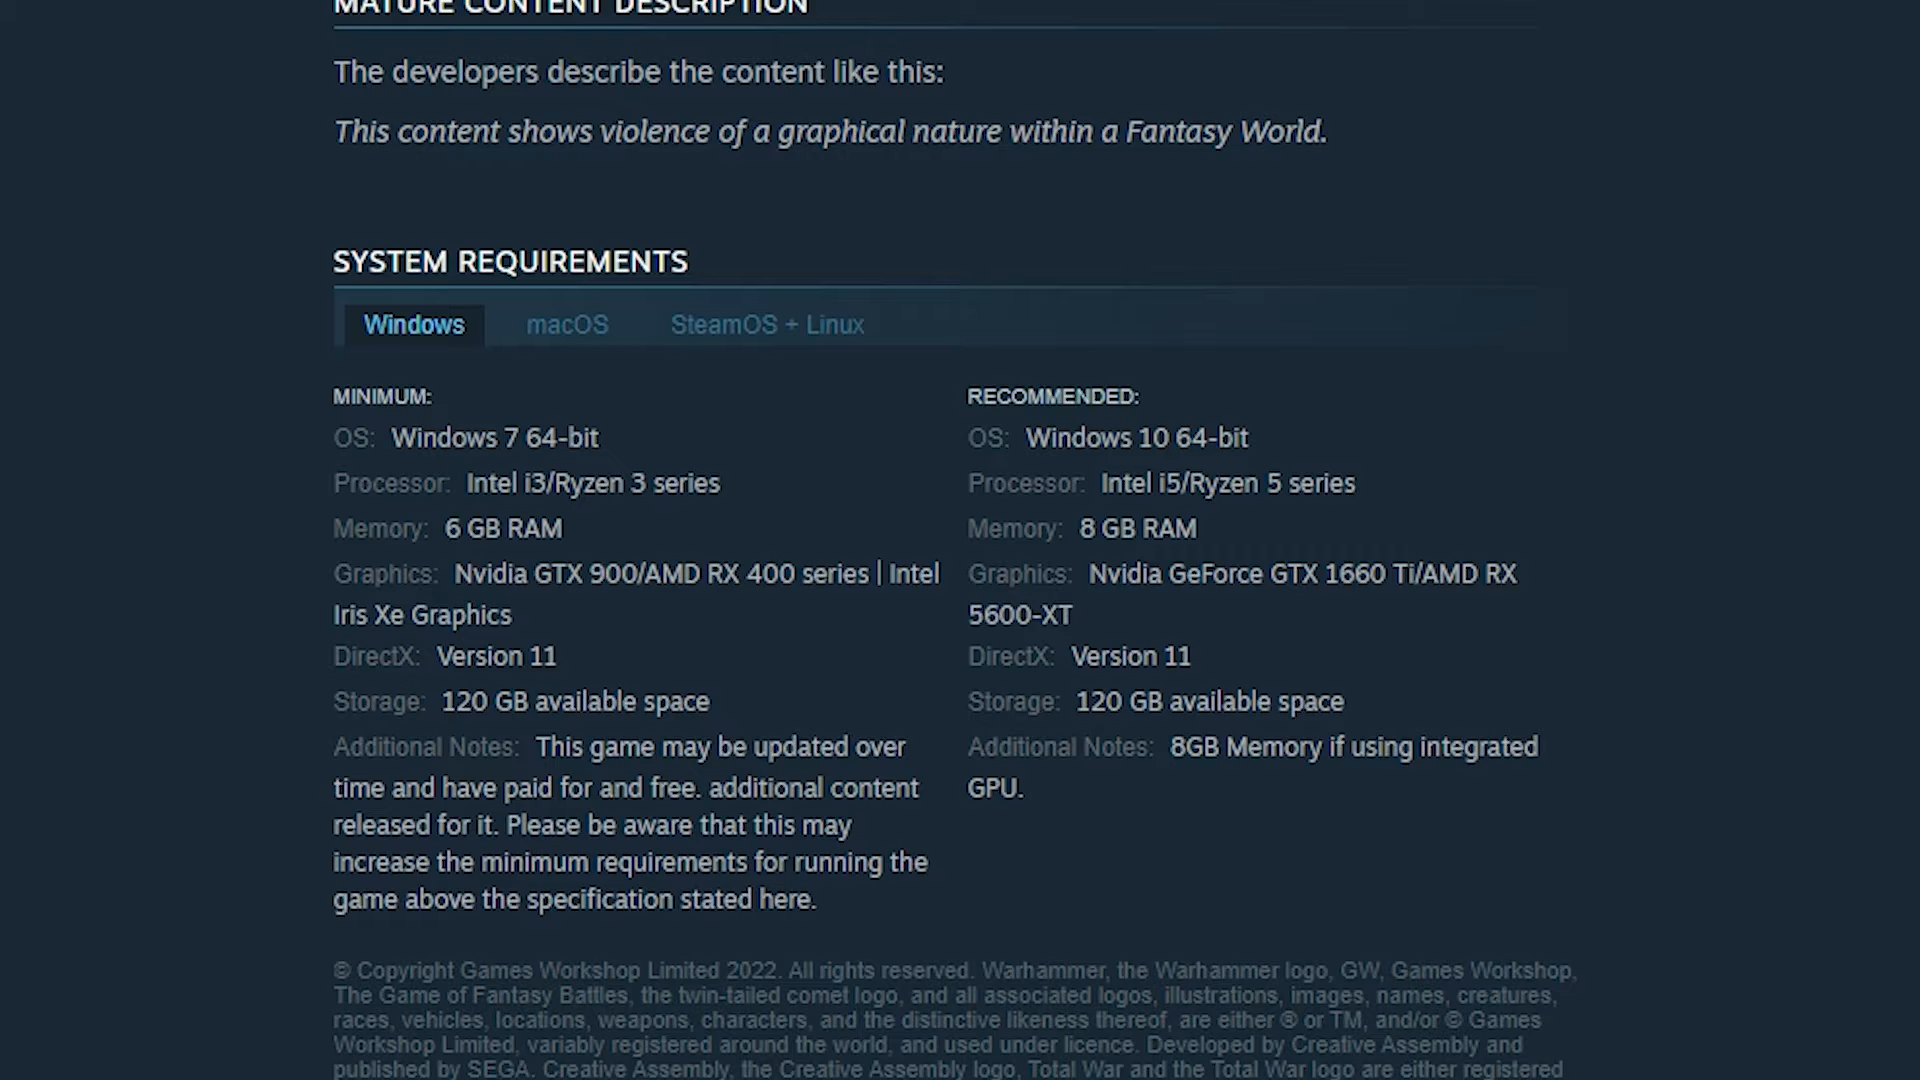 MATURE CONTENT DESCRIPTION
The developers describe the content like this:
This content shows violence of a graphical nature within a Fantasy World.
SYSTEM REQUIREMENTS
Windows macOS SteamOS + Linux
MINIMUM:
OS: Windows 7 64-bit
Processor: Intel i3/Ryzen 3 series
Memory: 6 GB RAM
Graphics: Nvidia GTX 900/AMD RX 400 series | Intel
Iris Xe Graphics
DirectX: Version 11
Storage: 120 GB available space
Additional Notes: This game may be updated over
time and have paid for and free. additional content
released for it. Please be aware that this may
increase the minimum requirements for running the
game above the specification stated here.
RECOMMENDED:
OS: Windows 10 64-bit
Processor: Intel i5/Ryzen 5 series
Memory: 8 GB RAM
Graphics: Nvidia GeForce GTX 1660 Ti/AMD RX
5600-XT
DirectX: Version 11
Storage: 120 GB available space
Additional Notes: 8GB Memory if using integrated
GPU.
© Copyright Games Workshop Limited 2022. All rights reserved. Warhammer, the Warhammer logo, GW, Games Workshop,
The Game of Fantasy Battles, the twin-tailed comet logo, and all associated logos, illustrations, images, names, creatures,
races, vehicles, locations, weapons, characters, and the distinctive likeness thereof, are either ® or TM, and/or © Games
Workshop Limited, variably registered around the world, and used under licence. Developed by Creative Assembly and
published by SEGA. Creative Assembly, the Creative Assembly logo, Total War and the Total War logo are either registered